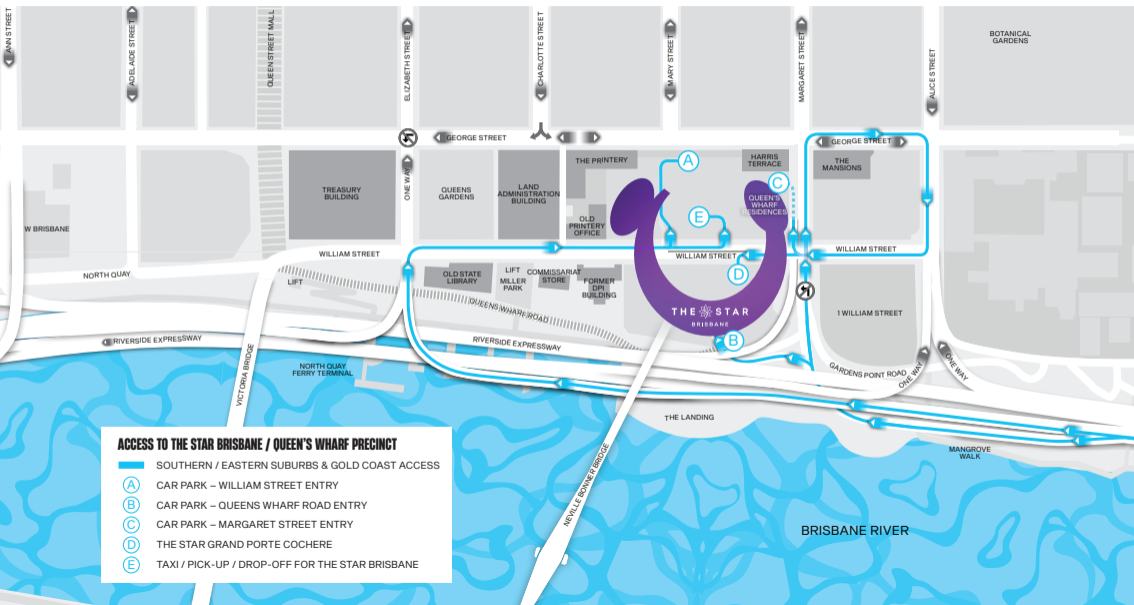 ANN STREET
ADELAIDE STREET
QUEEN STREET MALL
ELIZABETH STREET
CHARLOTTE STREET
MARY STREET
MARGARET STREET
ALICE STREET
BOTANICAL
GARDENS
GEORGE STREET
GEORGE STREET
ONE WAY
THE PRINTERY
HARRIS
TERRACE
THE
MANSIONS
A
C
TREASURY
BUILDING
QUEENS
GARDENS
LAND
ADMINISTRATION
BUILDING
OLD
PRINTERY
OFFICE
E
QUEEN'S
WHARF
RESIDENCES
W BRISBANE
WILLIAM STREET
WILLIAM STREET
WILLIAM STREET
NORTH QUAY
LIFT
OLD STATE
LIBRARY
LIFT
MILLER
PARK
COMMISSARIAT
STORE
FORMER
DPI
BUILDING
D
QUEENS WHARF ROAD
THE STAR
BRISBANE
1 WILLIAM STREET
B
RIVERSIDE EXPRESSWAY
RIVERSIDE EXPRESSWAY
NORTH QUAY
FERRY TERMINAL
VICTORIA BRIDGE
GARDENS POINT ROAD
ONE WAY
ONE WAY
THE LANDING
MANGROVE
WALK
NEVILLE BONNER BRIDGE
BRISBANE RIVER
ACCESS TO THE STAR BRISBANE / QUEEN'S WHARF PRECINCT
SOUTHERN / EASTERN SUBURBS & GOLD COAST ACCESS
A CAR PARK – WILLIAM STREET ENTRY
B CAR PARK – QUEENS WHARF ROAD ENTRY
C CAR PARK – MARGARET STREET ENTRY
D THE STAR GRAND PORTE COCHERE
E TAXI / PICK-UP / DROP-OFF FOR THE STAR BRISBANE